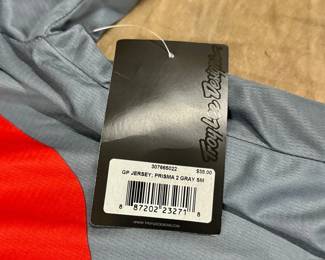 Troy Lee Designs
307665022
$35.00
GP JERSEY; PRISMA 2 GRAY SM
8 87202 23271 8